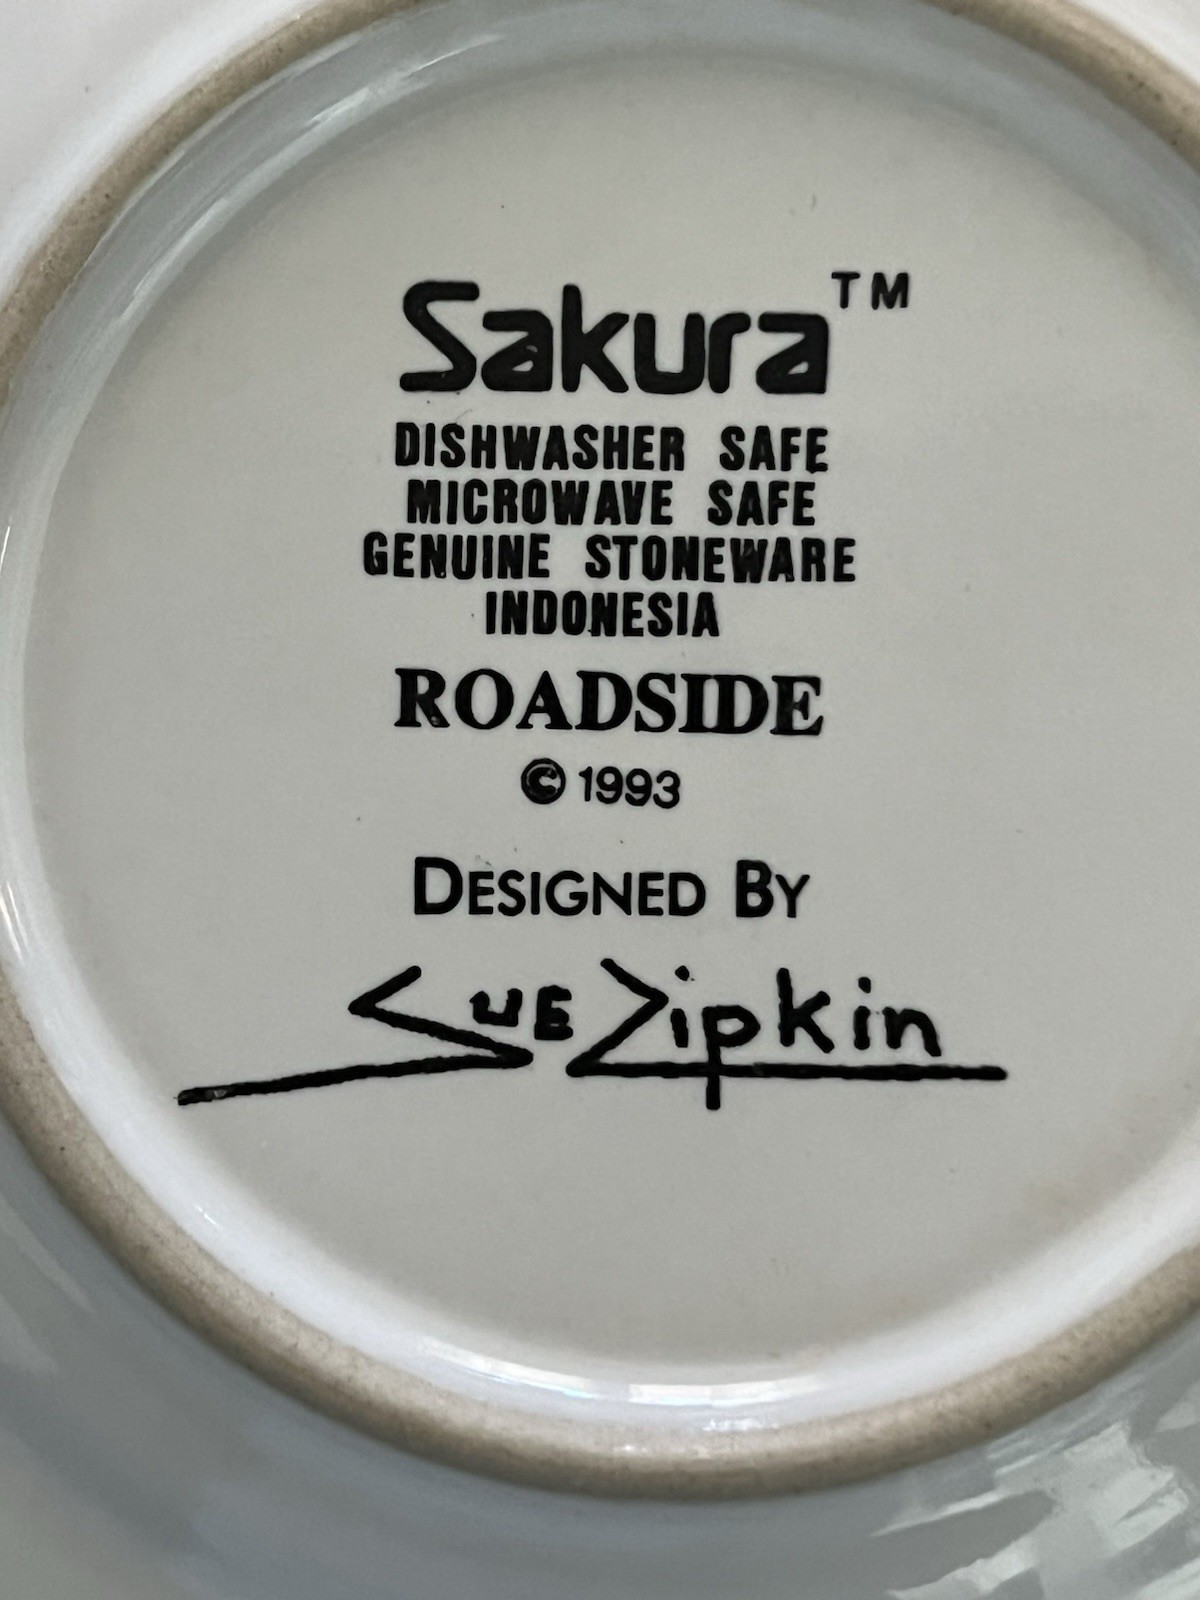 Sakura™
DISHWASHER SAFE
MICROWAVE SAFE
GENUINE STONEWARE
INDONESIA
ROADSIDE
© 1993
DESIGNED BY
SUE Zipkin